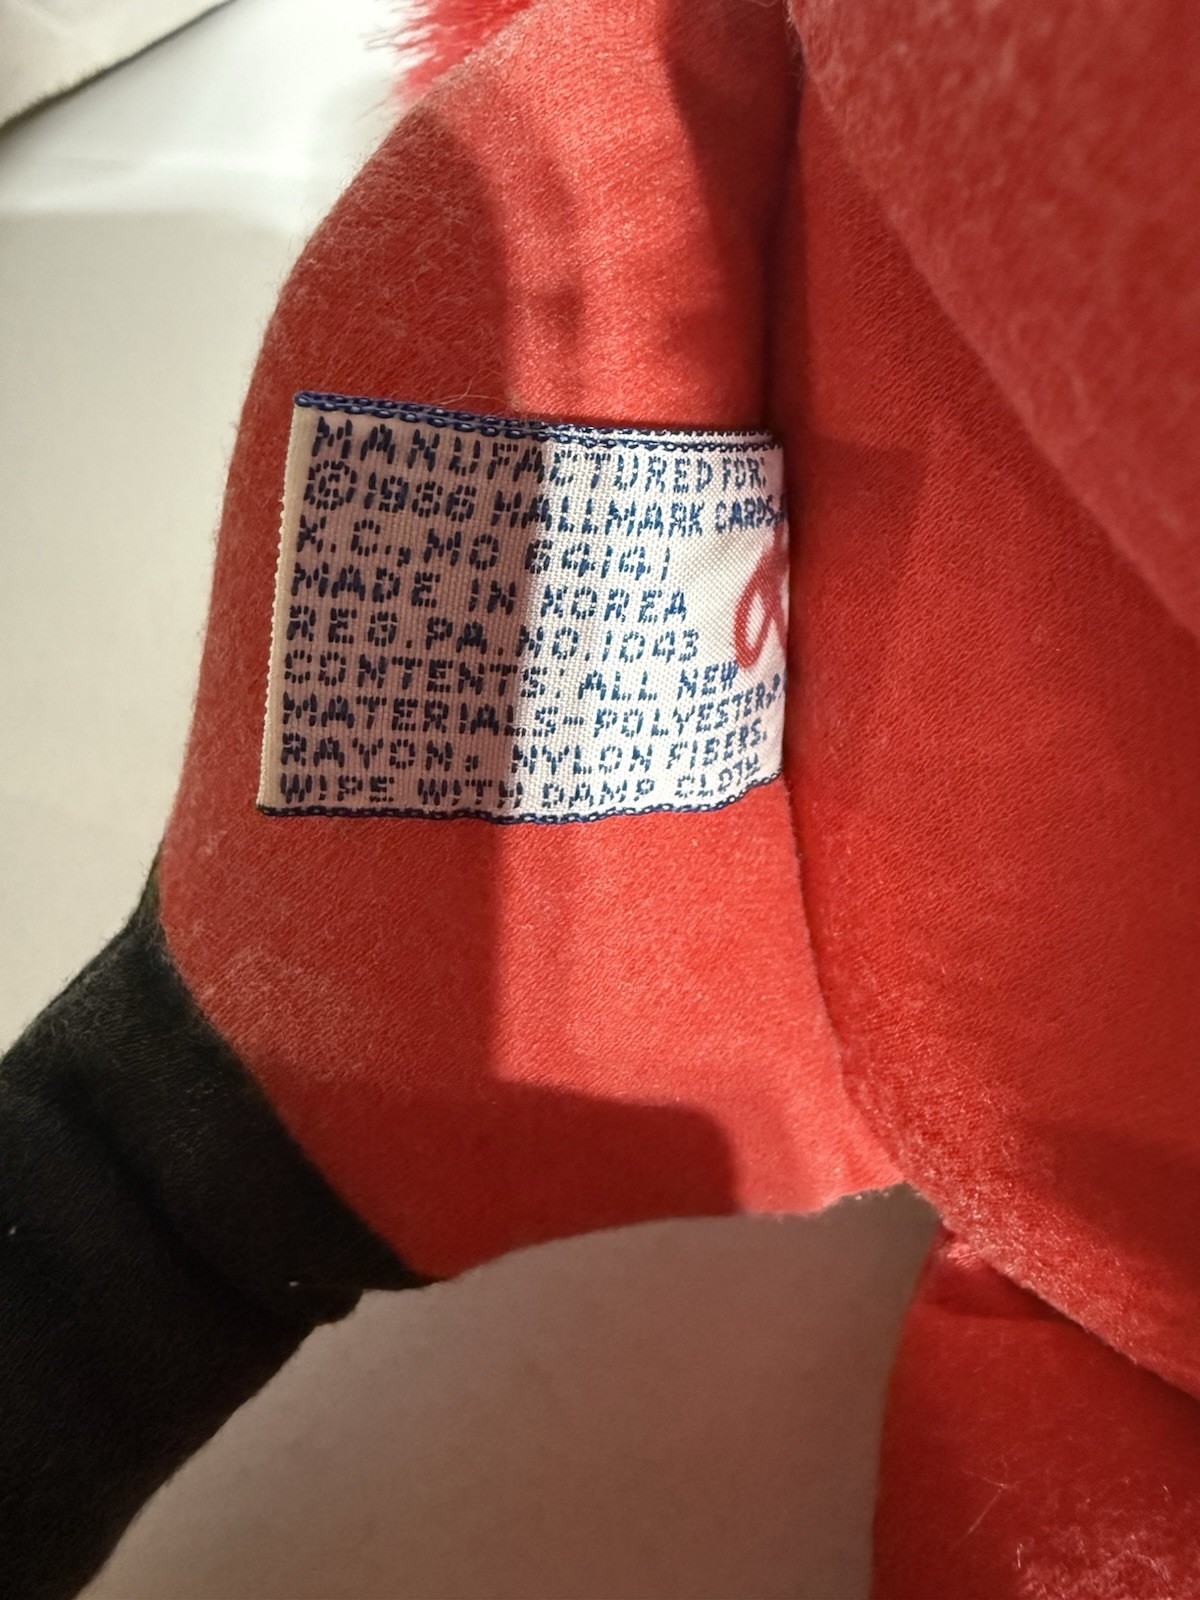 MANUFACTURED FOR:
©1986 HALLMARK CARDS,
K.C., MO 64141
MADE IN KOREA
REG. PA. NO. 1043
CONTENTS: ALL NEW
MATERIALS-POLYESTER,
RAYON, NYLON FIBERS.
WIPE WITH DAMP CLOTH